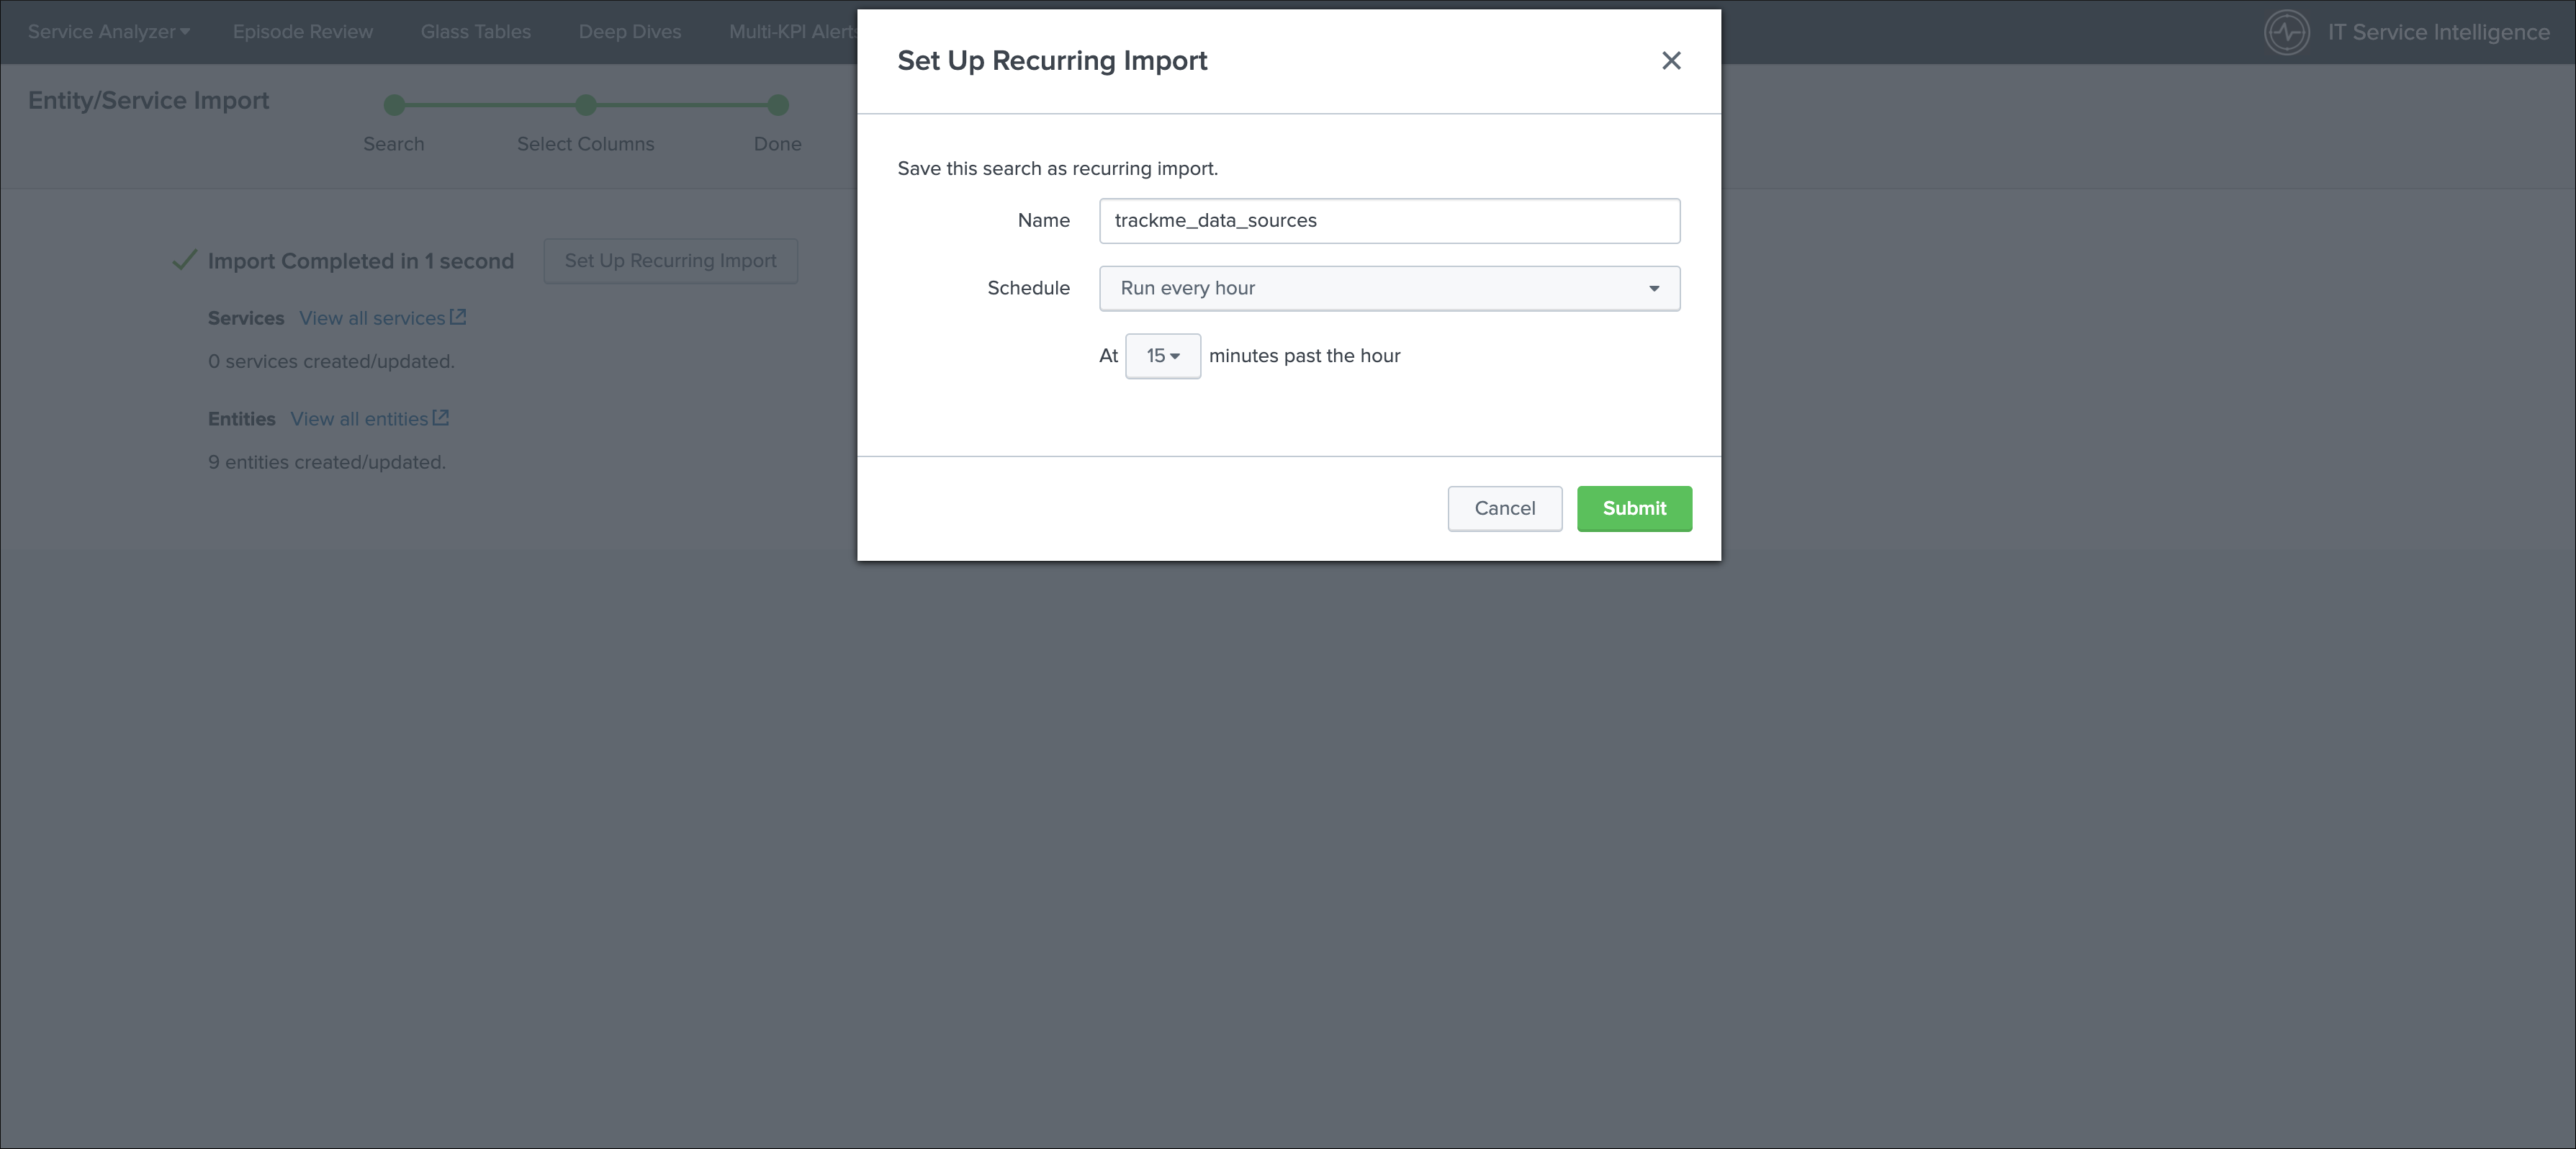 Service Analyzer Episode Review Glass Tables Deep Dives Multi-KPI Alert
IT Service Intelligence
Entity/Service Import
Search Select Columns Done
Import Completed in 1 second Set Up Recurring Import
Services View all services
0 services created/updated.
Entities View all entities
9 entities created/updated.
Set Up Recurring Import
Save this search as recurring import.
Name trackme_data_sources
Schedule Run every hour
At 15 minutes past the hour
Cancel Submit